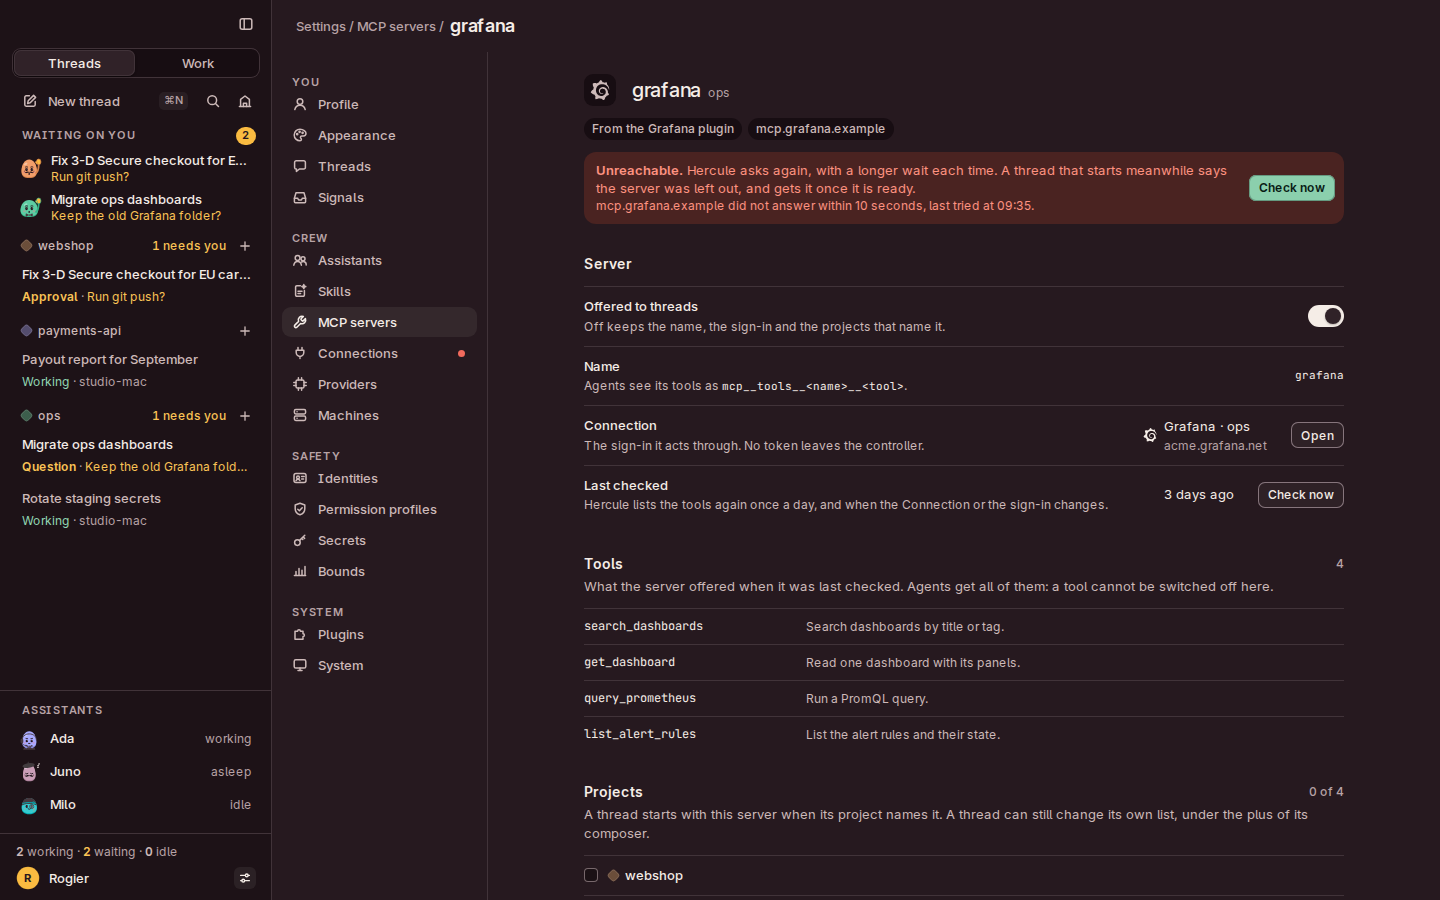 Threads
Work
New thread
⌘N
WAITING ON YOU
2
Fix 3-D Secure checkout for E...
Run git push?
Migrate ops dashboards
Keep the old Grafana folder?
webshop
1 needs you
Fix 3-D Secure checkout for EU car...
Approval · Run git push?
payments-api
Payout report for September
Working · studio-mac
ops
1 needs you
Migrate ops dashboards
Question · Keep the old Grafana fold...
Rotate staging secrets
Working · studio-mac
ASSISTANTS
Ada
working
Juno
asleep
Milo
idle
2 working · 2 waiting · 0 idle
R
Rogier
Settings / MCP servers / grafana
YOU
Profile
Appearance
Threads
Signals
CREW
Assistants
Skills
MCP servers
Connections
Providers
Machines
SAFETY
Identities
Permission profiles
Secrets
Bounds
SYSTEM
Plugins
System
grafana ops
From the Grafana plugin
mcp.grafana.example
Unreachable. Hercule asks again, with a longer wait each time. A thread that starts meanwhile says
the server was left out, and gets it once it is ready.
mcp.grafana.example did not answer within 10 seconds, last tried at 09:35.
Check now
Server
Offered to threads
Off keeps the name, the sign-in and the projects that name it.
Name
Agents see its tools as mcp__tools__<name>__<tool>.
grafana
Connection
The sign-in it acts through. No token leaves the controller.
Grafana · ops
acme.grafana.net
Open
Last checked
Hercule lists the tools again once a day, and when the Connection or the sign-in changes.
3 days ago
Check now
Tools
4
What the server offered when it was last checked. Agents get all of them: a tool cannot be switched off here.
search_dashboards
Search dashboards by title or tag.
get_dashboard
Read one dashboard with its panels.
query_prometheus
Run a PromQL query.
list_alert_rules
List the alert rules and their state.
Projects
0 of 4
A thread starts with this server when its project names it. A thread can still change its own list, under the plus of its
composer.
webshop